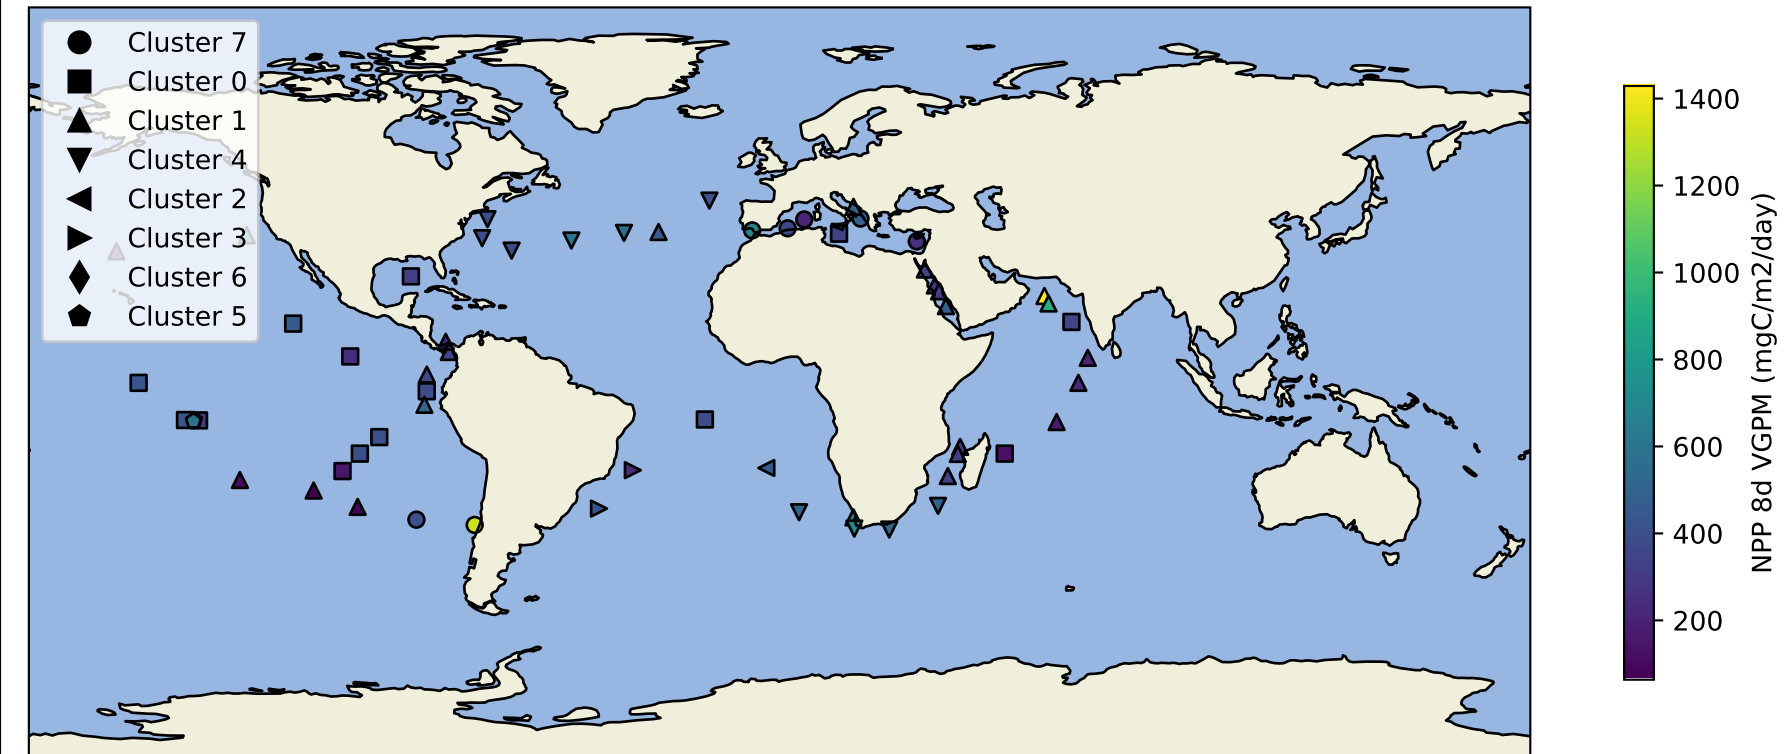 Cluster 7
Cluster 0
Cluster 1
Cluster 4
Cluster 2
Cluster 3
Cluster 6
Cluster 5
1400
1200
1000
800
600
400
200
NPP 8d VGPM (mgC/m2/day)